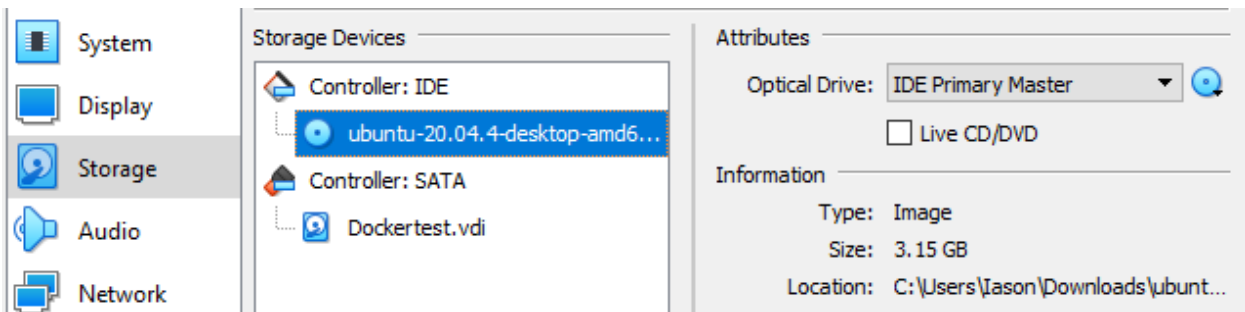 System
Display
Storage
Audio
Network
Storage Devices
Controller: IDE
ubuntu-20.04.4-desktop-amd6...
Controller: SATA
Dockertest.vdi
Attributes
Optical Drive: IDE Primary Master
Live CD/DVD
Information
Type: Image
Size: 3.15 GB
Location: C:\Users\Iason\Downloads\ubunt...